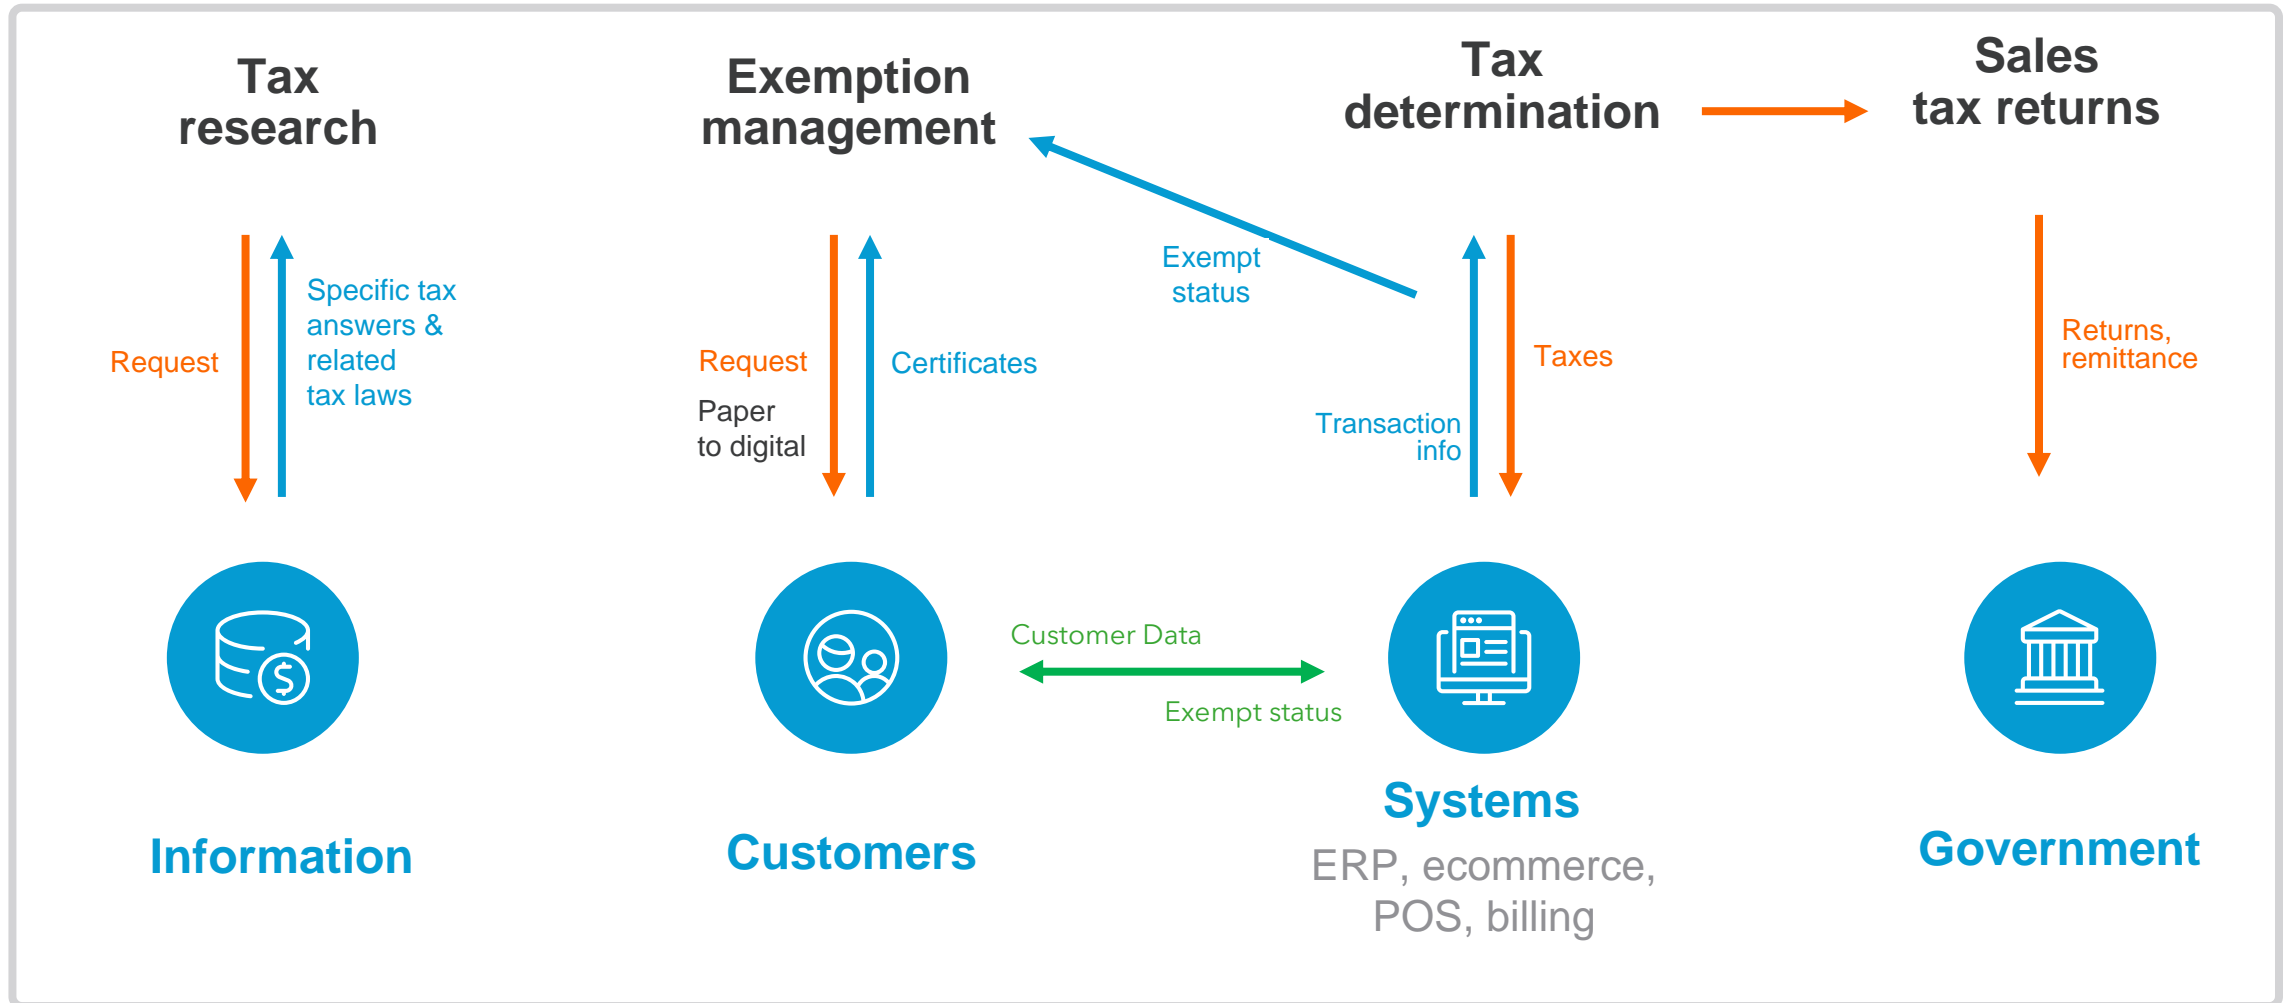 Tax
research
Exemption
management
Tax
determination
Sales
tax returns
Request
Specific tax
answers &
related
tax laws
Request
Paper
to digital
Certificates
Exempt
status
Transaction
info
Taxes
Returns,
remittance
Customer Data
Exempt status
Information
Customers
Systems
ERP, ecommerce,
POS, billing
Government